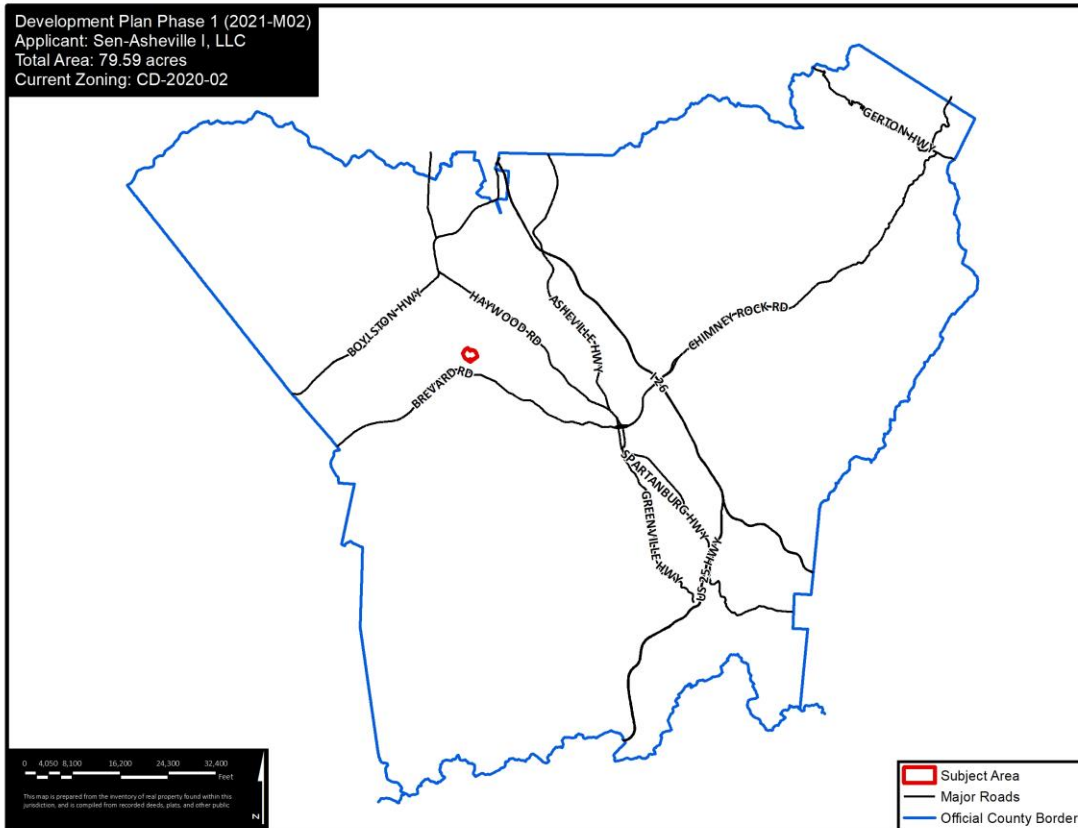 Development Plan Phase 1 (2021-M02)
Applicant: Sen-Asheville I, LLC
Total Area: 79.59 acres
Current Zoning: CD-2020-02
GERTON HWY
BOYLSTON HWY
HAYWOOD RD
ASHEVILLE HWY
CHIMNEY ROCK RD
BREVARD RD
I-26
SPARTANBURG HWY
GREENVILLE HWY
US-25 HWY
0 4,050 8,100 16,200 24,300 32,400
Feet
This map is prepared from the inventory of real property found within this
jurisdiction, and is compiled from recorded deeds, plats, and other public
N
Subject Area
Major Roads
Official County Border